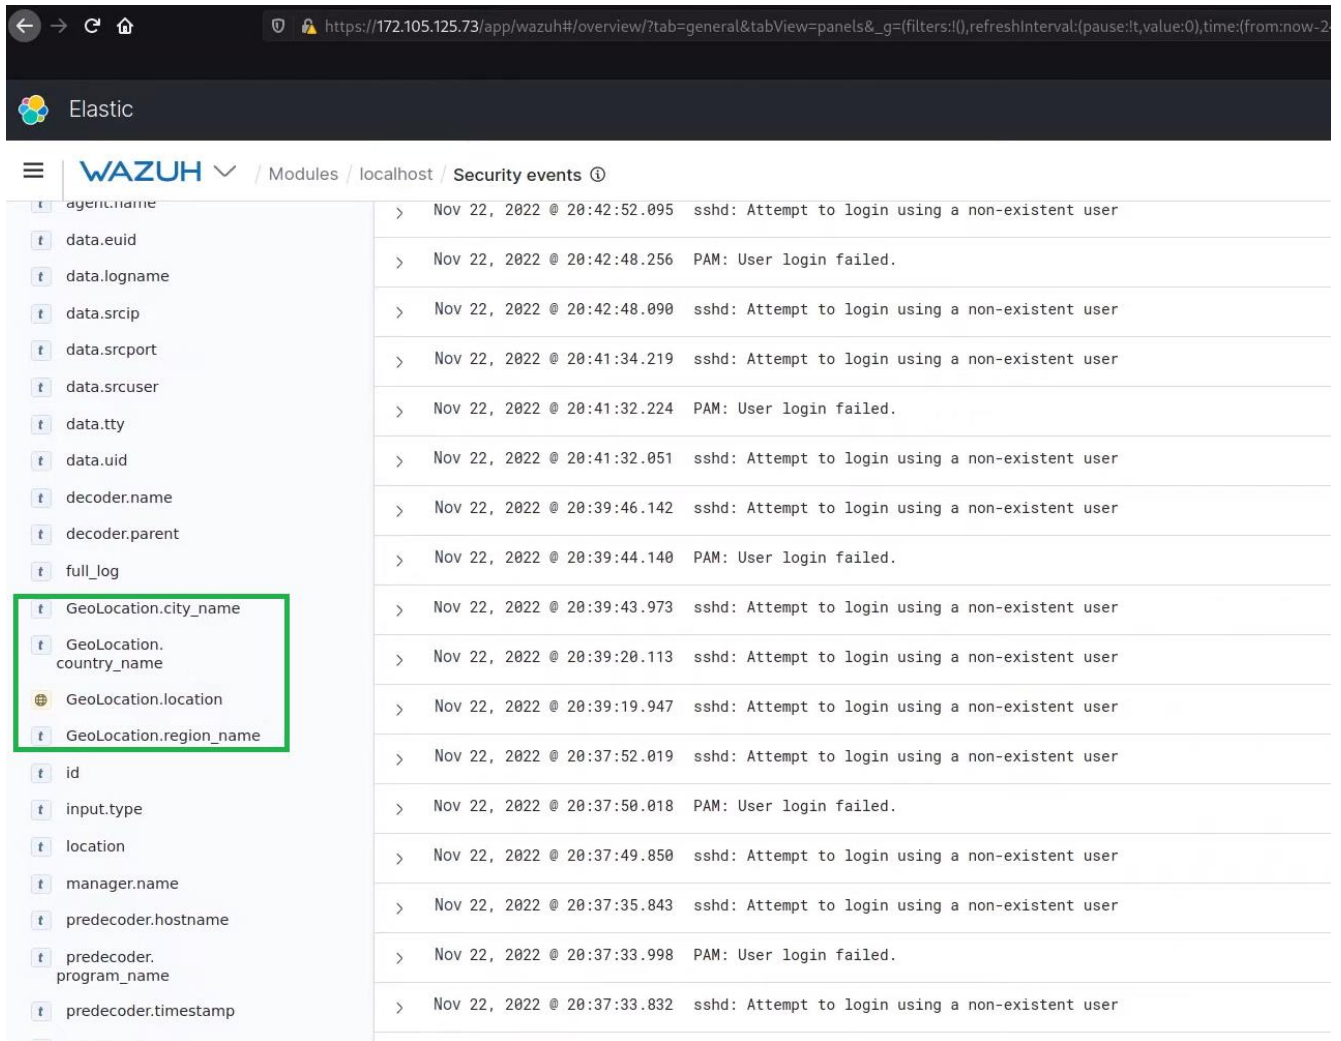 https://172.105.125.73/app/wazuh#/overview/?tab=general&tabView=panels&_g=(filters:!(),refreshInterval:(pause:!t,value:0),time:(from:now-2
Elastic
WAZUH / Modules / localhost / Security events
agent.name
data.euid
data.logname
data.srcip
data.srcport
data.srcuser
data.tty
data.uid
decoder.name
decoder.parent
full_log
GeoLocation.city_name
GeoLocation.
country_name
GeoLocation.location
GeoLocation.region_name
id
input.type
location
manager.name
predecoder.hostname
predecoder.
program_name
predecoder.timestamp
Nov 22, 2022 @ 20:42:52.095 sshd: Attempt to login using a non-existent user
Nov 22, 2022 @ 20:42:48.256 PAM: User login failed.
Nov 22, 2022 @ 20:42:48.090 sshd: Attempt to login using a non-existent user
Nov 22, 2022 @ 20:41:34.219 sshd: Attempt to login using a non-existent user
Nov 22, 2022 @ 20:41:32.224 PAM: User login failed.
Nov 22, 2022 @ 20:41:32.051 sshd: Attempt to login using a non-existent user
Nov 22, 2022 @ 20:39:46.142 sshd: Attempt to login using a non-existent user
Nov 22, 2022 @ 20:39:44.140 PAM: User login failed.
Nov 22, 2022 @ 20:39:43.973 sshd: Attempt to login using a non-existent user
Nov 22, 2022 @ 20:39:20.113 sshd: Attempt to login using a non-existent user
Nov 22, 2022 @ 20:39:19.947 sshd: Attempt to login using a non-existent user
Nov 22, 2022 @ 20:37:52.019 sshd: Attempt to login using a non-existent user
Nov 22, 2022 @ 20:37:50.018 PAM: User login failed.
Nov 22, 2022 @ 20:37:49.850 sshd: Attempt to login using a non-existent user
Nov 22, 2022 @ 20:37:35.843 sshd: Attempt to login using a non-existent user
Nov 22, 2022 @ 20:37:33.998 PAM: User login failed.
Nov 22, 2022 @ 20:37:33.832 sshd: Attempt to login using a non-existent user